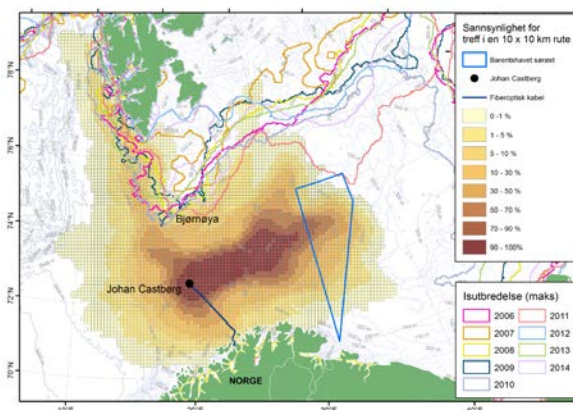 Sannsynlighet for
treff i en 10 x 10 km rute
Barentshavet sørøst
Johan Castberg
Fiberoptisk kabel
0 - 1 %
1 - 5 %
5 - 10 %
10 - 30 %
30 - 50 %
50 - 70 %
70 - 90 %
90 - 100%
78°N
76°N
74°N
72°N
70°N
Bjørnøya
Johan Castberg
NORGE
Isutbredelse (maks)
2006
2007
2008
2009
2010
2011
2012
2013
2014